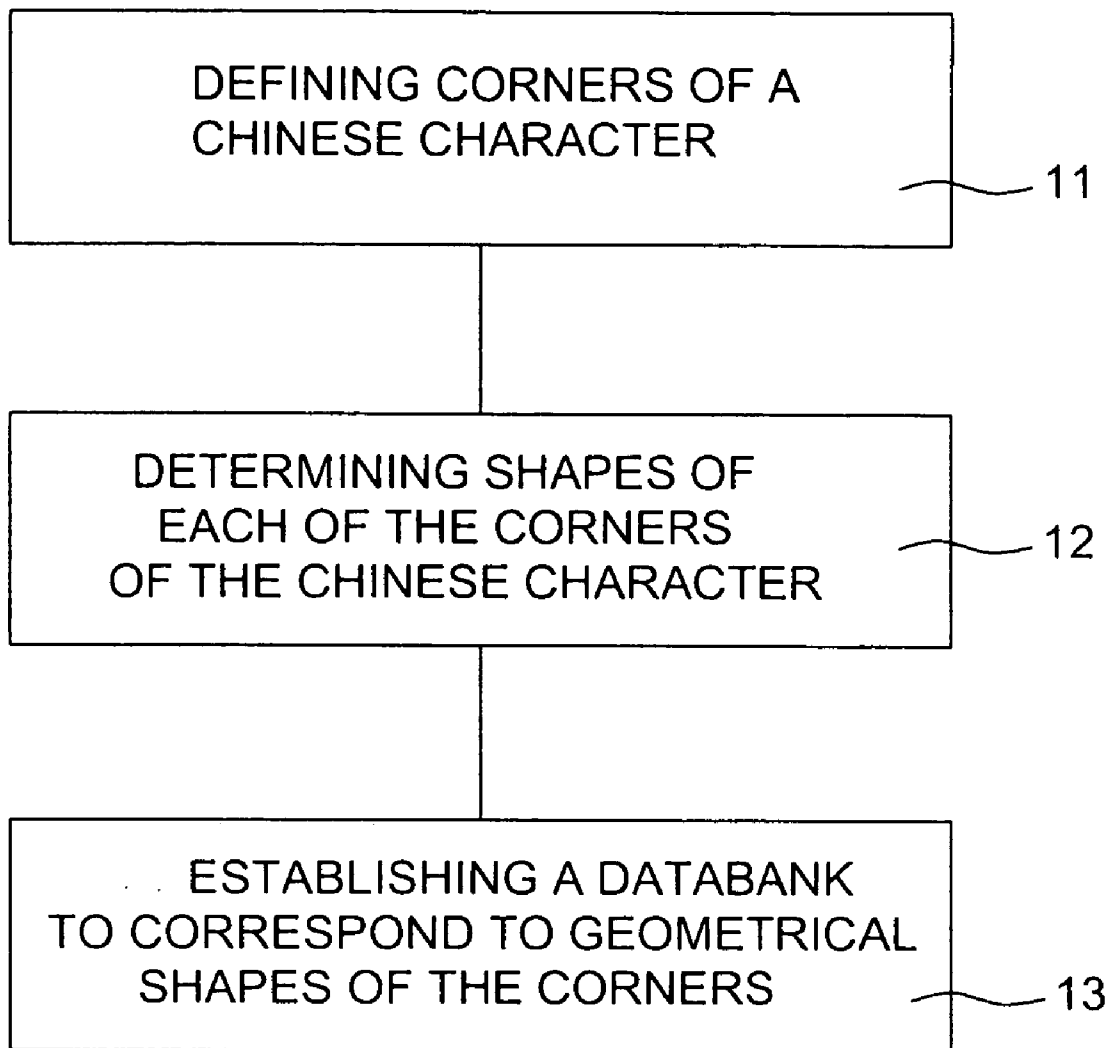 DEFINING CORNERS OF A
CHINESE CHARACTER
11
DETERMINING SHAPES OF
EACH OF THE CORNERS
OF THE CHINESE CHARACTER
12
ESTABLISHING A DATABANK
TO CORRESPOND TO GEOMETRICAL
SHAPES OF THE CORNERS
13